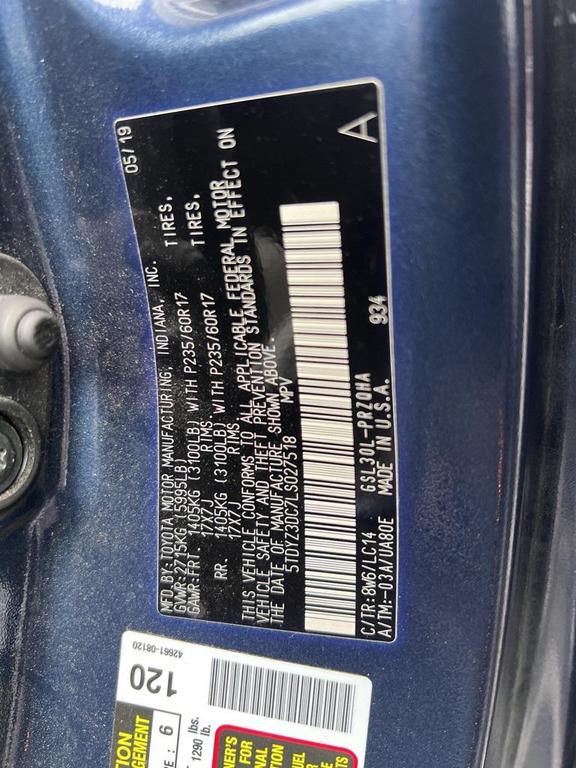 MFD.BY:TOYOTA MOTOR MANUFACTURING, INDIANA, INC. 05/19
GVWR:2715KG (5995LB)
GAWR:FRT. 1405KG (3100LB) WITH P235/60R17 TIRES,
17X7J RIMS
RR. 1405KG (3100LB) WITH P235/60R17 TIRES,
17X7J RIMS
THIS VEHICLE CONFORMS TO ALL APPLICABLE FEDERAL MOTOR
VEHICLE SAFETY AND THEFT PREVENTION STANDARDS IN EFFECT ON
THE DATE OF MANUFACTURE SHOWN ABOVE.
5TDYZ3DC7LS027518 MPV
C/TR:8W6/LC14 GSL30L-PRZQHA
A/TM:-03A/UA80E MADE IN U.S.A. 934 A
42661-08120
120
6
1290 lbs.